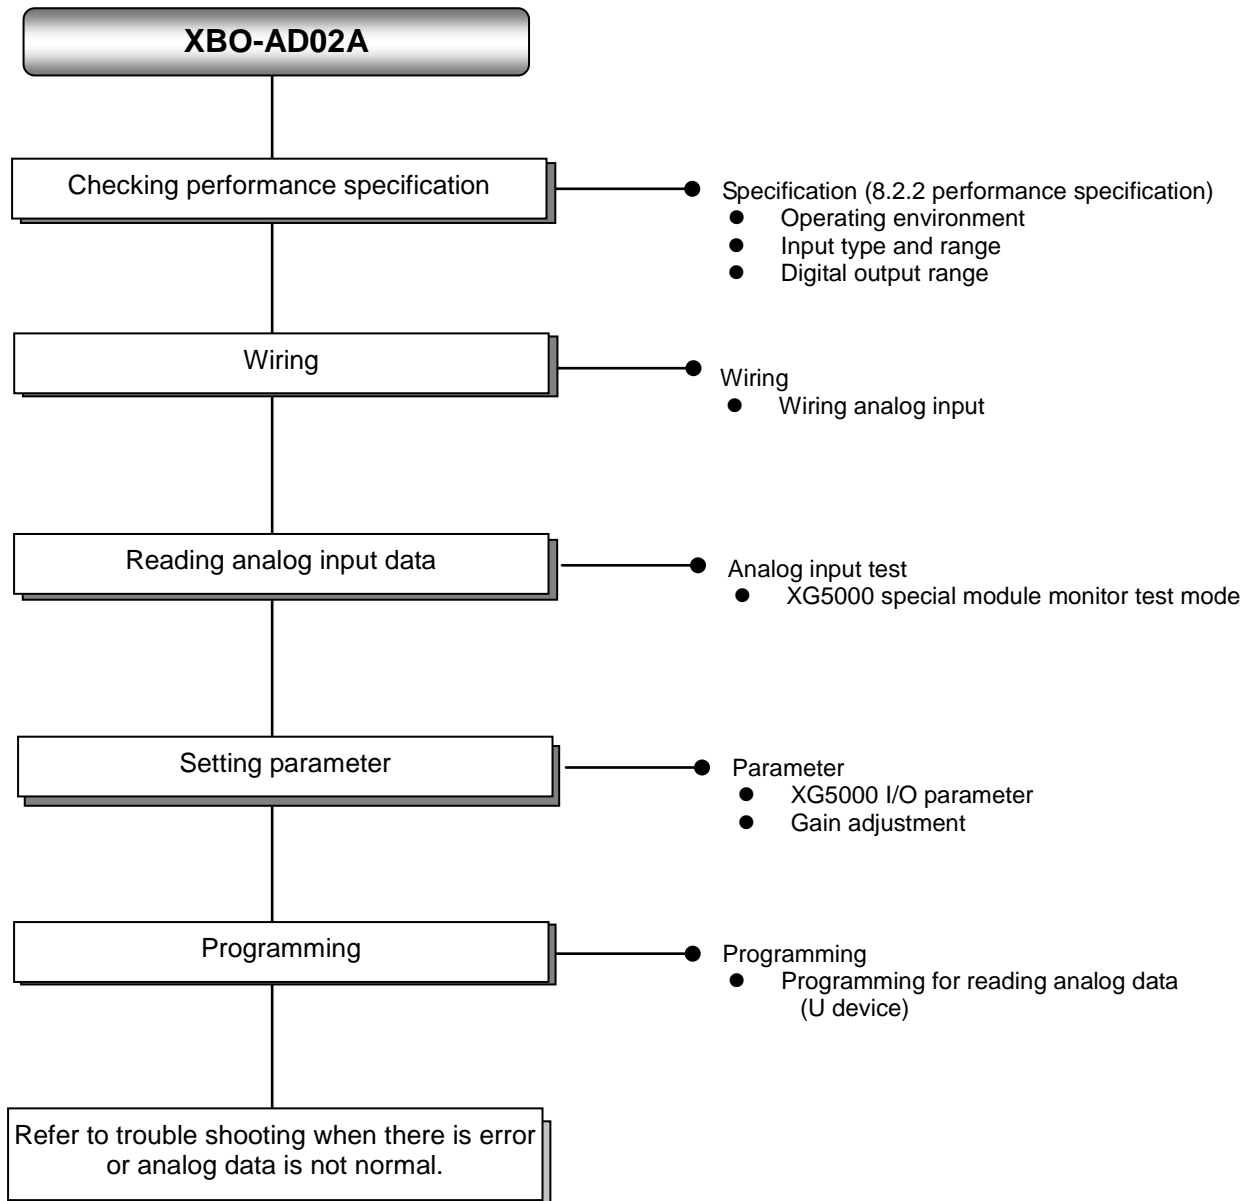 XBO-AD02A
Checking performance specification
Specification (8.2.2 performance specification)
● Operating environment
● Input type and range
● Digital output range
Wiring
Wiring
● Wiring analog input
Reading analog input data
Analog input test
● XG5000 special module monitor test mode
Setting parameter
Parameter
● XG5000 I/O parameter
● Gain adjustment
Programming
Programming
● Programming for reading analog data
(U device)
Refer to trouble shooting when there is error
or analog data is not normal.